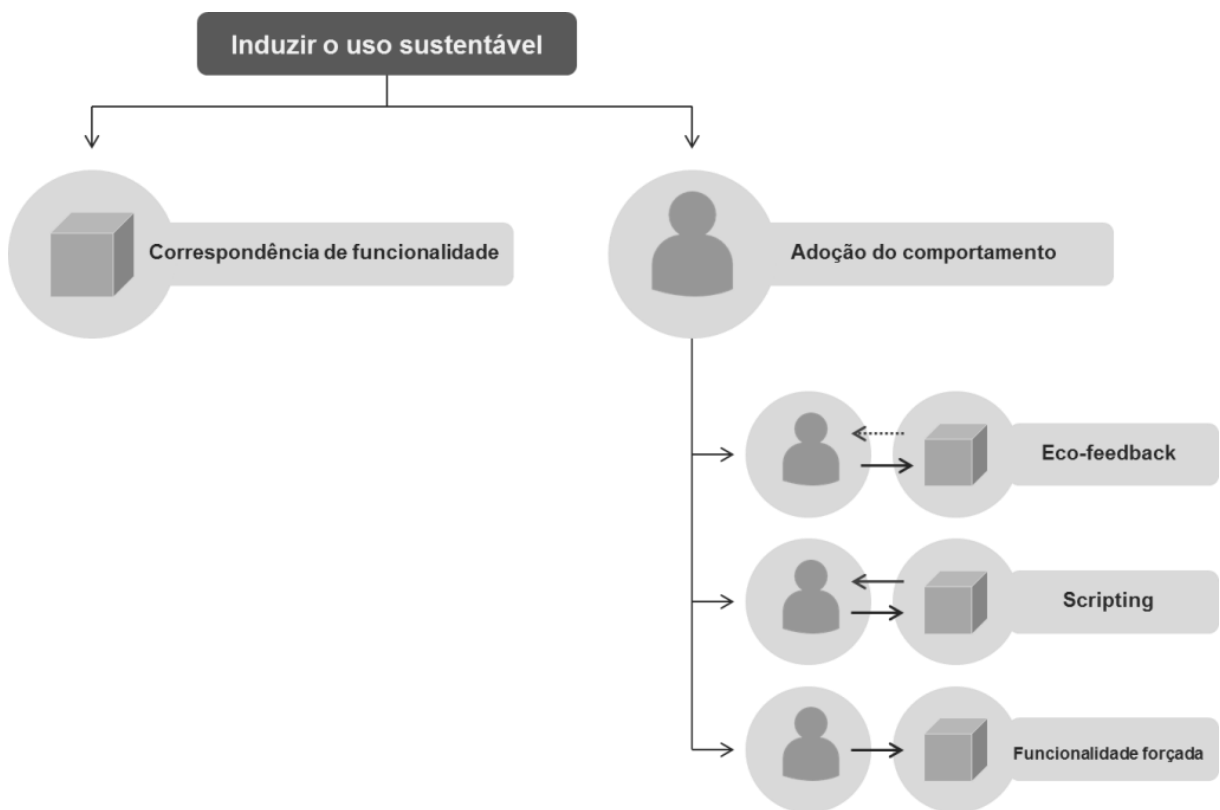 Induzir o uso sustentável
Correspondência de funcionalidade
Adoção do comportamento
Eco-feedback
Scripting
Funcionalidade forçada